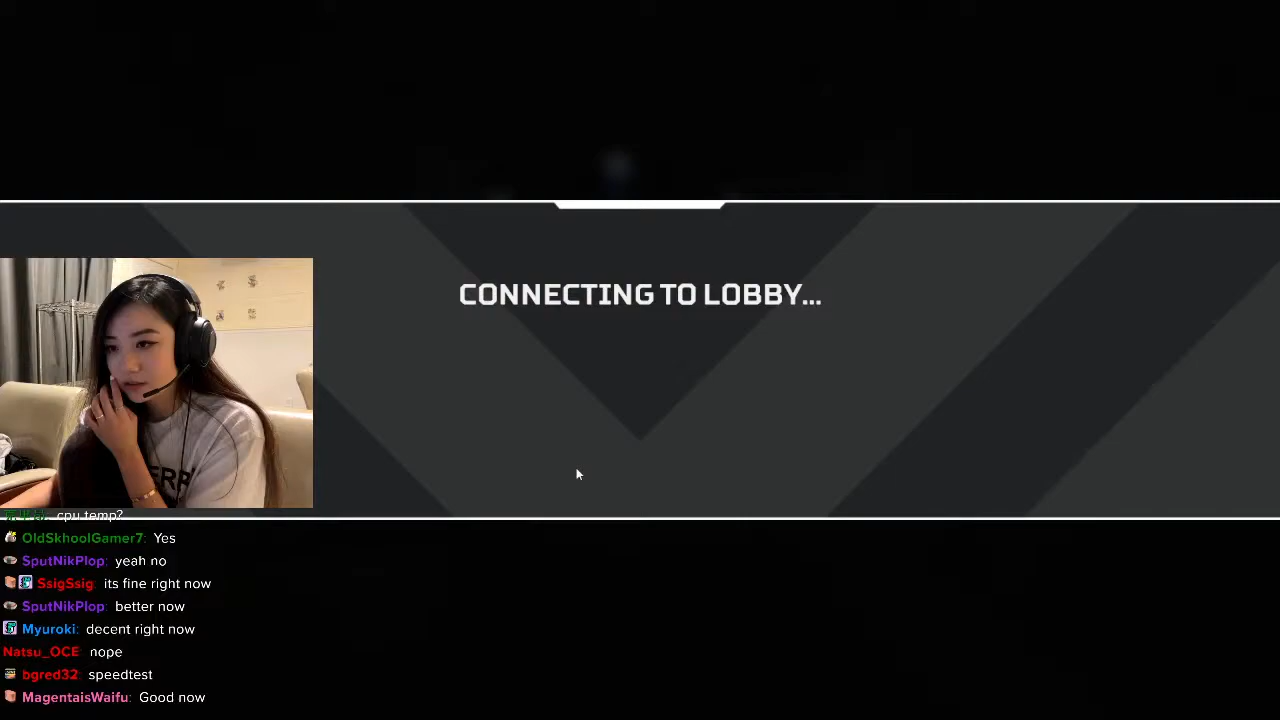 CONNECTING TO LOBBY...
ERR
cpu temp?
OldSkhoolGamer7: Yes
SputNikPlop: yeah no
SsigSsig: its fine right now
SputNikPlop: better now
Myuroki: decent right now
Natsu_OCE nope
bgred32: speedtest
MagentaisWaifu: Good now